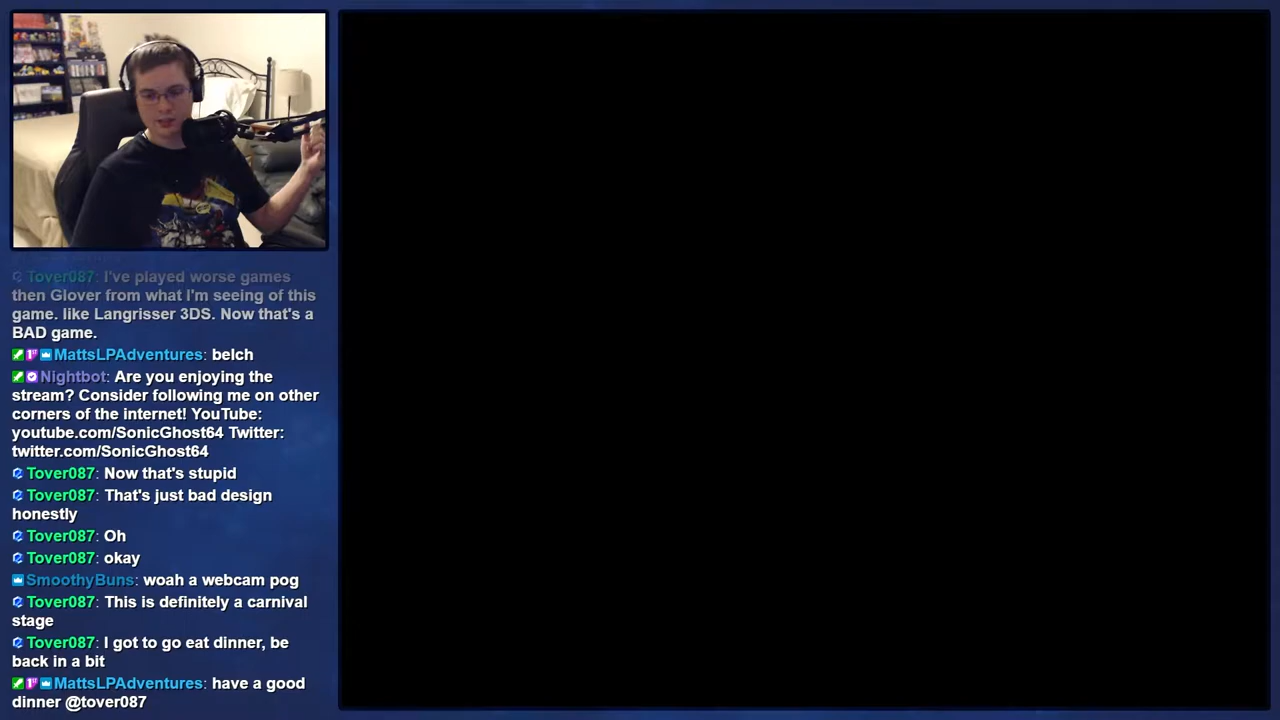 Tover087: I've played worse games
then Glover from what I'm seeing of this
game. like Langrisser 3DS. Now that's a
BAD game.
MattsLPAdventures: belch
Nightbot: Are you enjoying the
stream? Consider following me on other
corners of the internet! YouTube:
youtube.com/SonicGhost64 Twitter:
twitter.com/SonicGhost64
Tover087: Now that's stupid
Tover087: That's just bad design
honestly
Tover087: Oh
Tover087: okay
SmoothyBuns: woah a webcam pog
Tover087: This is definitely a carnival
stage
Tover087: I got to go eat dinner, be
back in a bit
MattsLPAdventures: have a good
dinner @tover087